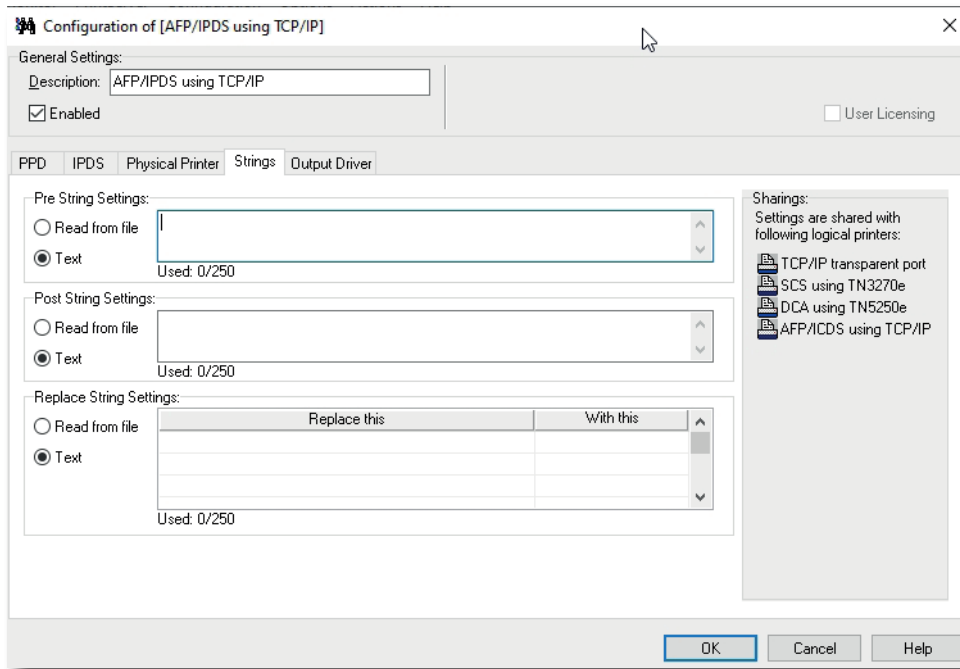 Configuration of [AFP/IPDS using TCP/IP]
General Settings:
Description: AFP/IPDS using TCP/IP
Enabled
User Licensing
PPD IPDS Physical Printer Strings Output Driver
Pre String Settings:
Read from file
Text
Used: 0/250
Post String Settings:
Read from file
Text
Used: 0/250
Replace String Settings:
Read from file
Text
Replace this With this
Used: 0/250
Sharings:
Settings are shared with
following logical printers:
TCP/IP transparent port
SCS using TN3270e
DCA using TN5250e
AFP/ICDS using TCP/IP
OK Cancel Help